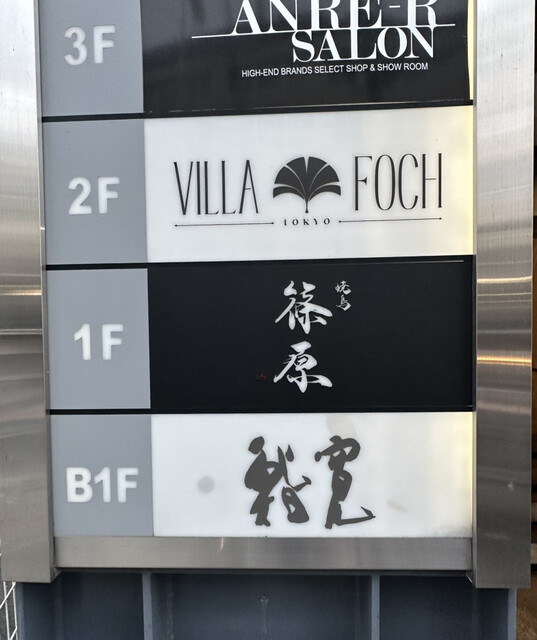 3F
ANRE-R
SALON
HIGH-END BRANDS SELECT SHOP & SHOW ROOM
2F
VILLA FOCH
TOKYO
1F
焼鳥
篠原
B1F